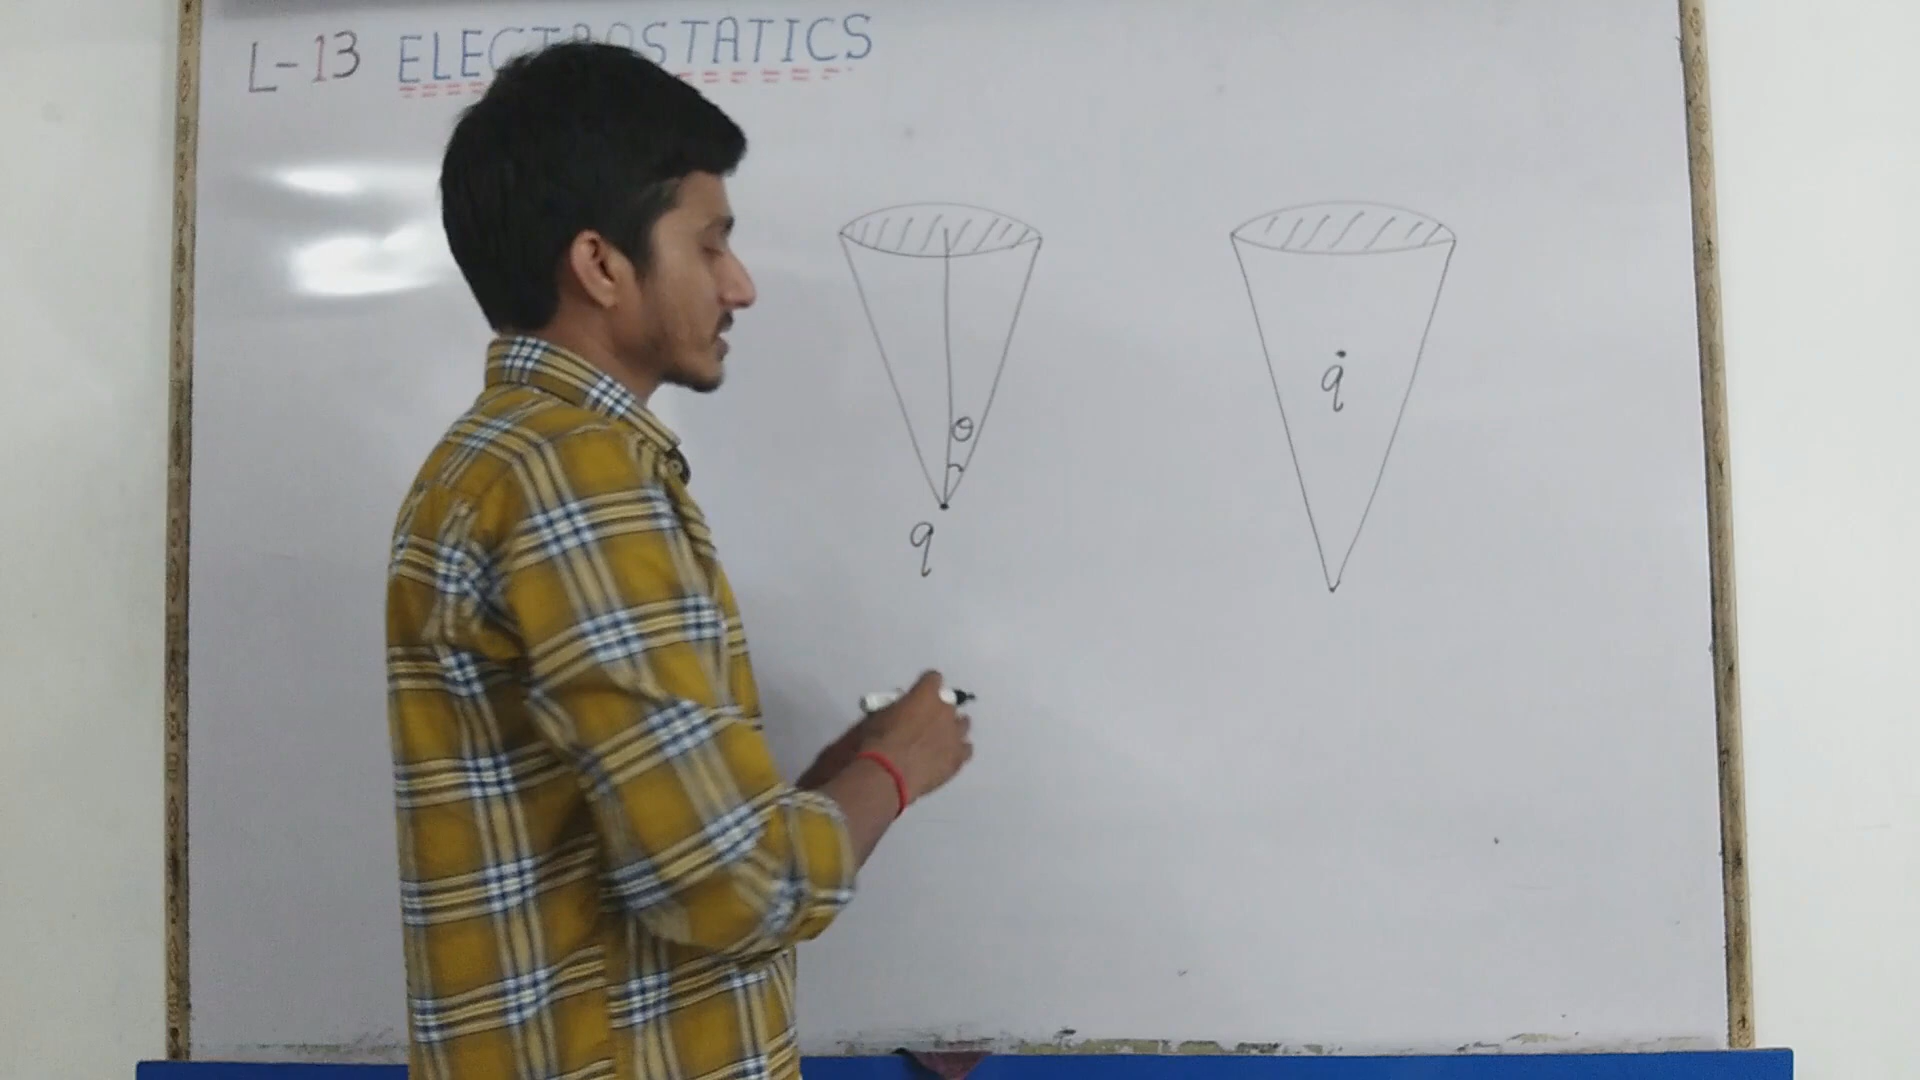 L-13 ELECTROSTATICS
θ
q
q